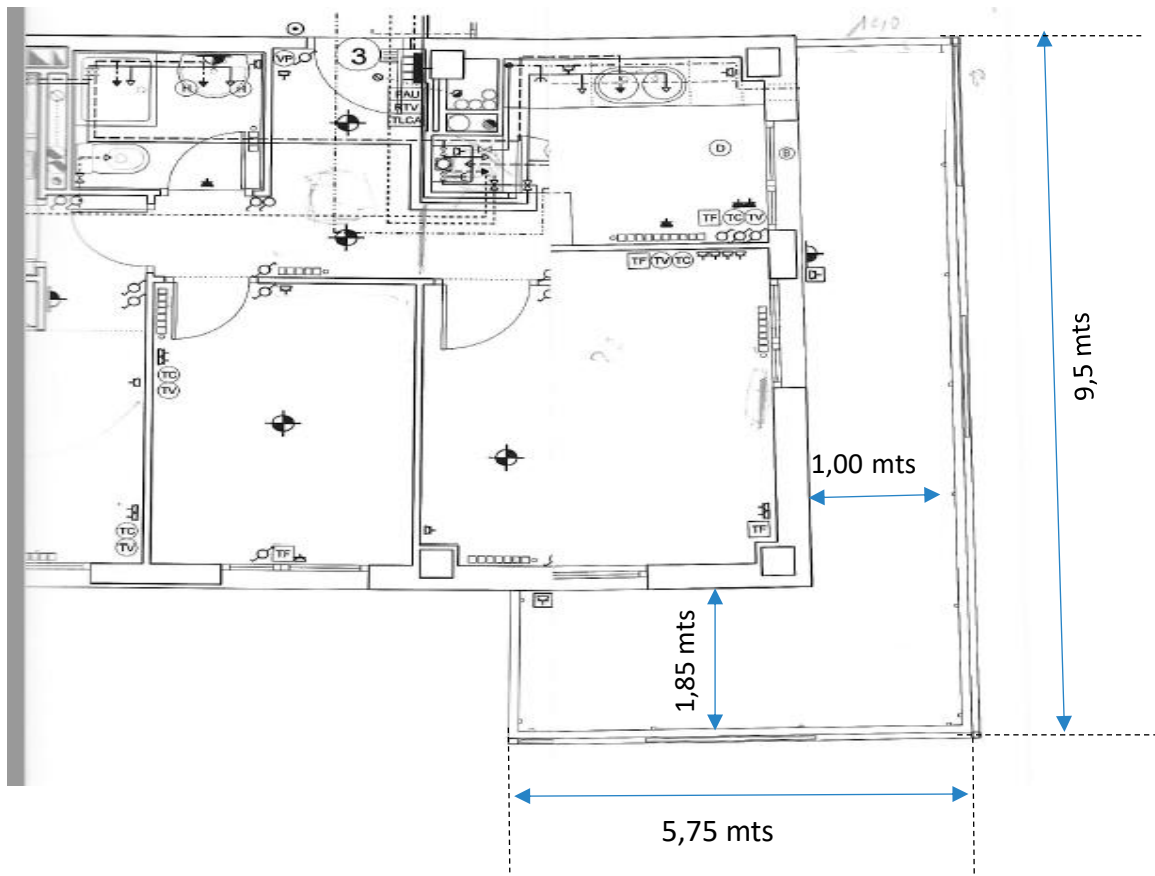 VP
3
H
H
PAU
RTV
TLCA
D
B
TF TC TV
TF TV TC
TC
TV
9,5 mts
1,00 mts
TC
TV
TF
TF
1,85 mts
5,75 mts